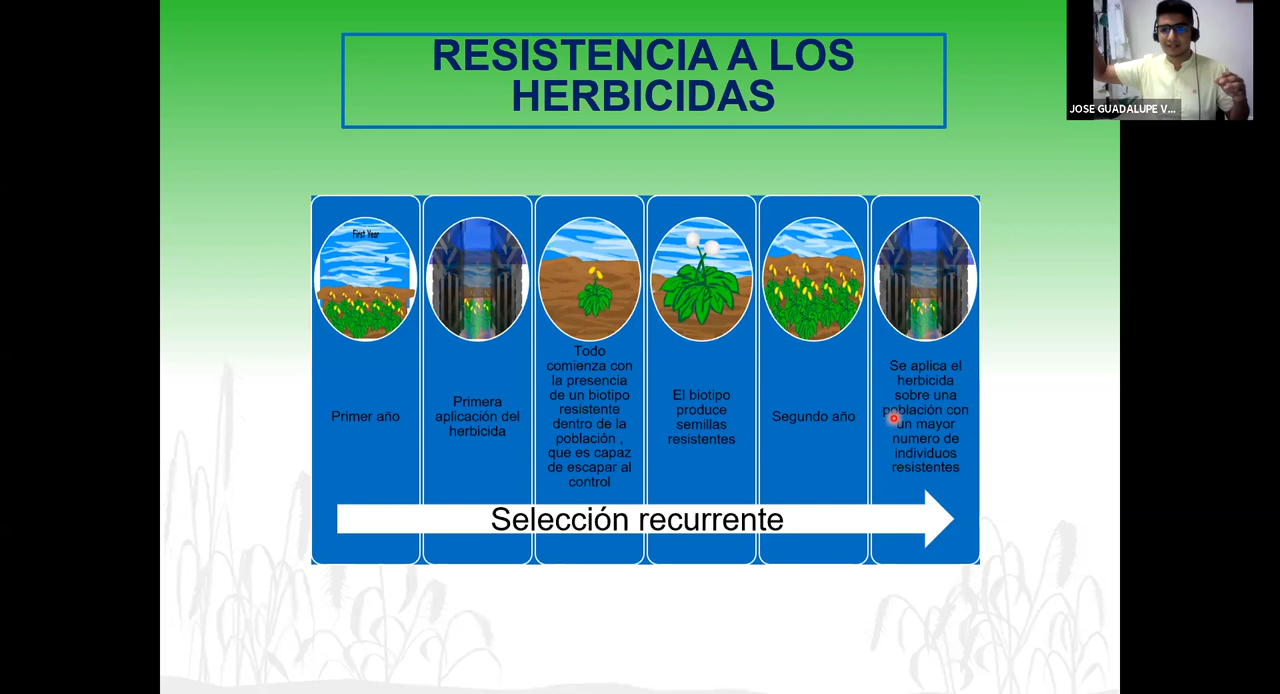 RESISTENCIA A LOS
HERBICIDAS
JOSE GUADALUPE V...
First Year
Primer año
Primera
aplicación del
herbicida
Todo
comienza con
la presencia
de un biotipo
resistente
dentro de la
población ,
que es capaz
de escapar al
control
El biotipo
produce
semillas
resistentes
Segundo año
Se aplica el
herbicida
sobre una
población con
un mayor
numero de
individuos
resistentes
Selección recurrente